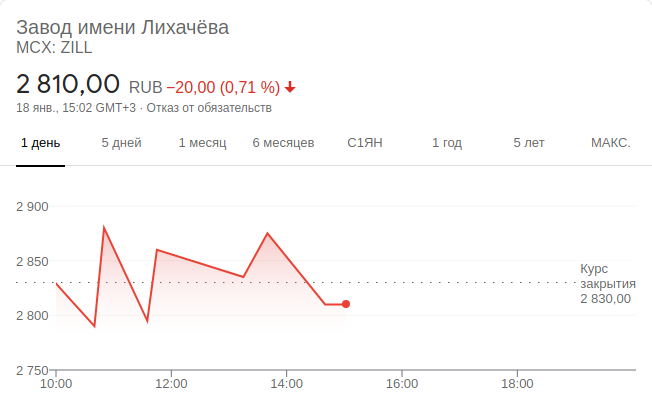 Завод имени Лихачёва
MCX: ZILL
2 810,00 RUB −20,00 (0,71 %)
18 янв., 15:02 GMT+3 · Отказ от обязательств
1 день 5 дней 1 месяц 6 месяцев С1ЯН 1 год 5 лет МАКС.
2 900
2 850
Курс
закрытия
2 830,00
2 800
2 750
10:00 12:00 14:00 16:00 18:00